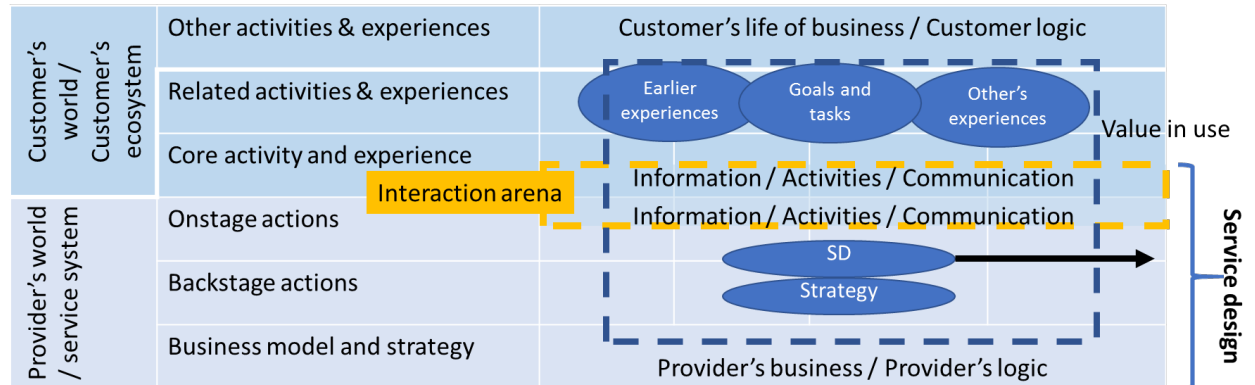 Customer's
world /
Customer's
ecosystem
Other activities & experiences
Customer's life of business / Customer logic
Related activities & experiences
Earlier
experiences
Goals and
tasks
Other's
experiences
Value in use
Core activity and experience
Information / Activities / Communication
Interaction arena
Provider's world
/ service system
Onstage actions
Information / Activities / Communication
SD
Backstage actions
Strategy
Business model and strategy
Provider's business / Provider's logic
Service design